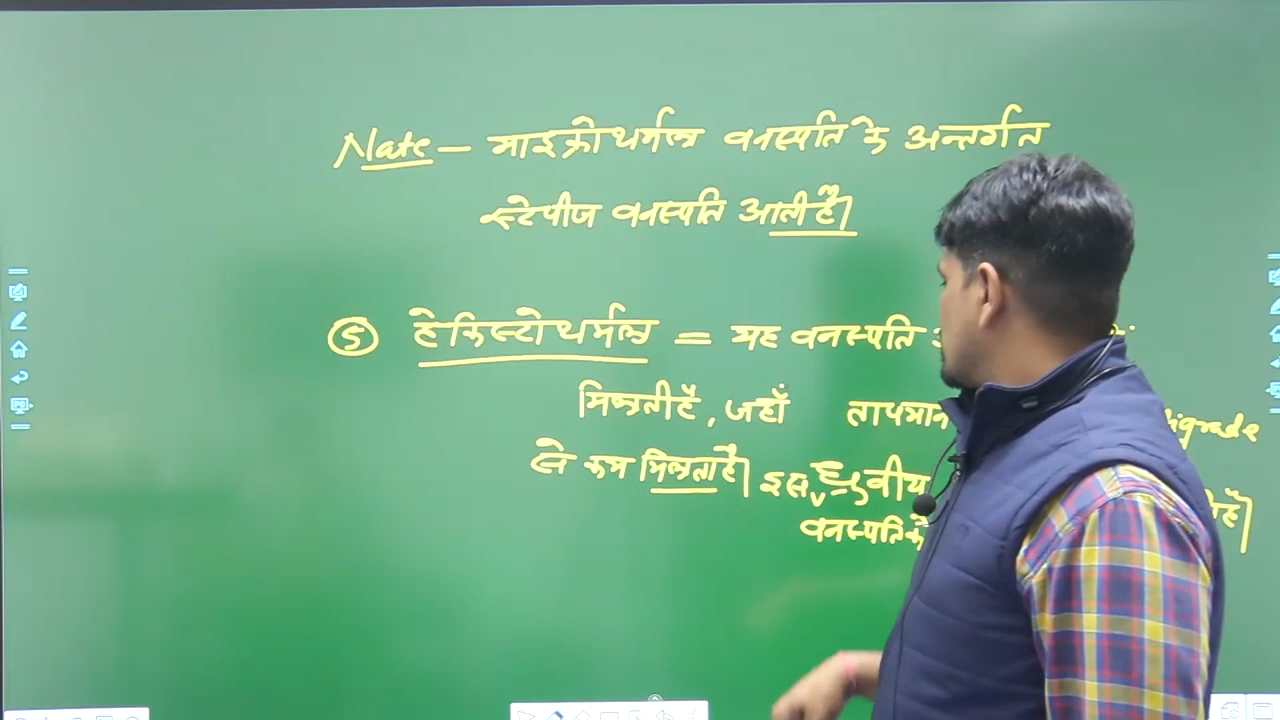 Note - माइक्रोथर्मल वनस्पति के अन्तर्गत
स्टेपीज वनस्पति आती हैं।
⑤ हेकिस्टोथर्मल = यह वनस्पति
मिलती है, जहाँ तापमान
से कम मिलता है। इस ध्रुवीय
वनस्पति के